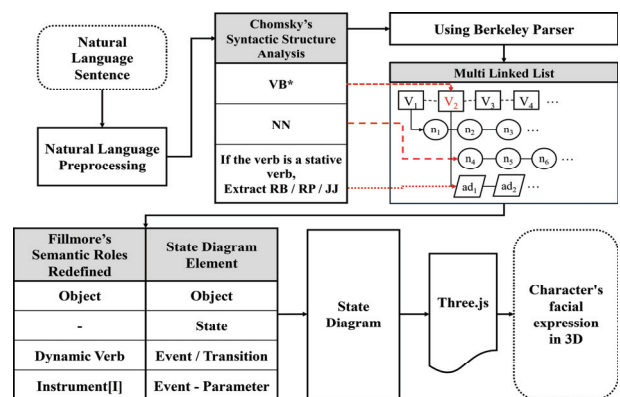 Natural
Language
Sentence
Natural Language
Preprocessing
Chomsky's
Syntactic Structure
Analysis
VB*
NN
If the verb is a stative
verb,
Extract RB / RP / JJ
Using Berkeley Parser
Multi Linked List
V1 V2 V3 V4 ...
n1 n2 n3 ...
n4 n5 n6 ...
ad1 ad2 ...
Fillmore's
Semantic Roles
Redefined
State Diagram
Element
Object Object
- State
Dynamic Verb Event / Transition
Instrument[I] Event - Parameter
State
Diagram
Three.js
Character's
facial
expression
in 3D